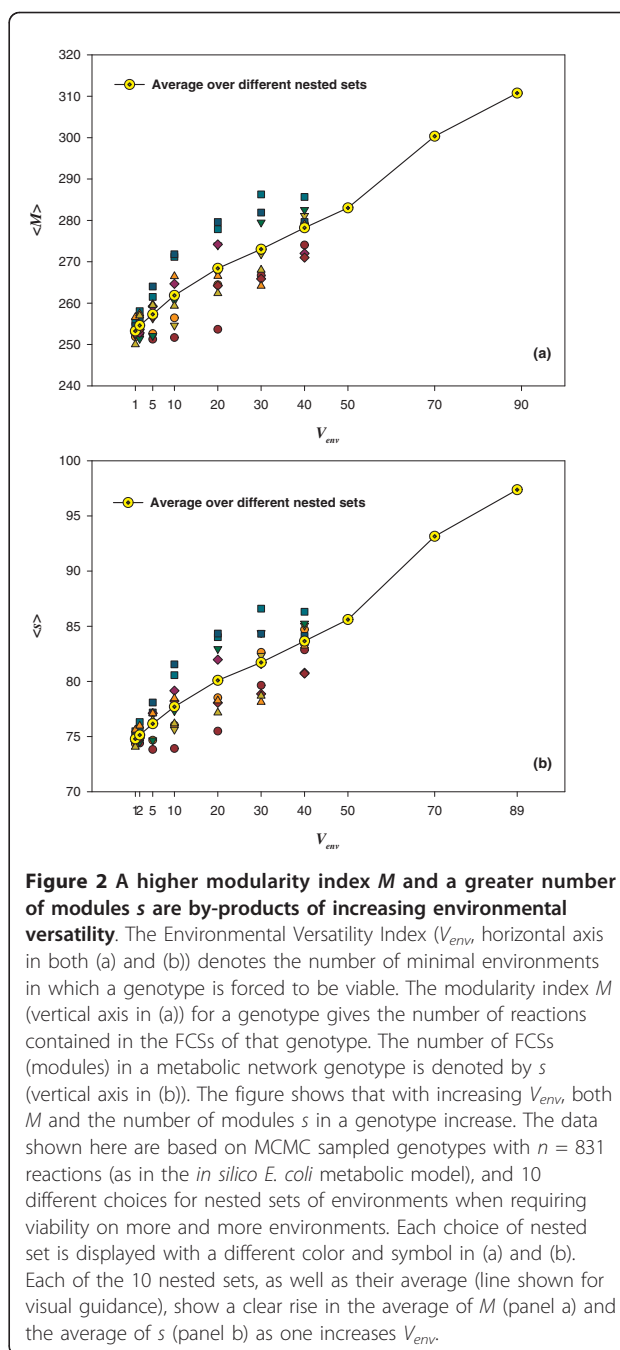 320
310
300
290
280
270
260
250
240
<M>
Average over different nested sets
(a)
1 5 10 20 30 40 50 70 90
V_env
100
95
90
85
80
75
70
<s>
Average over different nested sets
(b)
12 5 10 20 30 40 50 70 89
V_env
Figure 2 A higher modularity index M and a greater number
of modules s are by-products of increasing environmental
versatility. The Environmental Versatility Index (V_env, horizontal axis
in both (a) and (b)) denotes the number of minimal environments
in which a genotype is forced to be viable. The modularity index M
(vertical axis in (a)) for a genotype gives the number of reactions
contained in the FCSs of that genotype. The number of FCSs
(modules) in a metabolic network genotype is denoted by s
(vertical axis in (b)). The figure shows that with increasing V_env, both
M and the number of modules s in a genotype increase. The data
shown here are based on MCMC sampled genotypes with n = 831
reactions (as in the in silico E. coli metabolic model), and 10
different choices for nested sets of environments when requiring
viability on more and more environments. Each choice of nested
set is displayed with a different color and symbol in (a) and (b).
Each of the 10 nested sets, as well as their average (line shown for
visual guidance), show a clear rise in the average of M (panel a) and
the average of s (panel b) as one increases V_env.